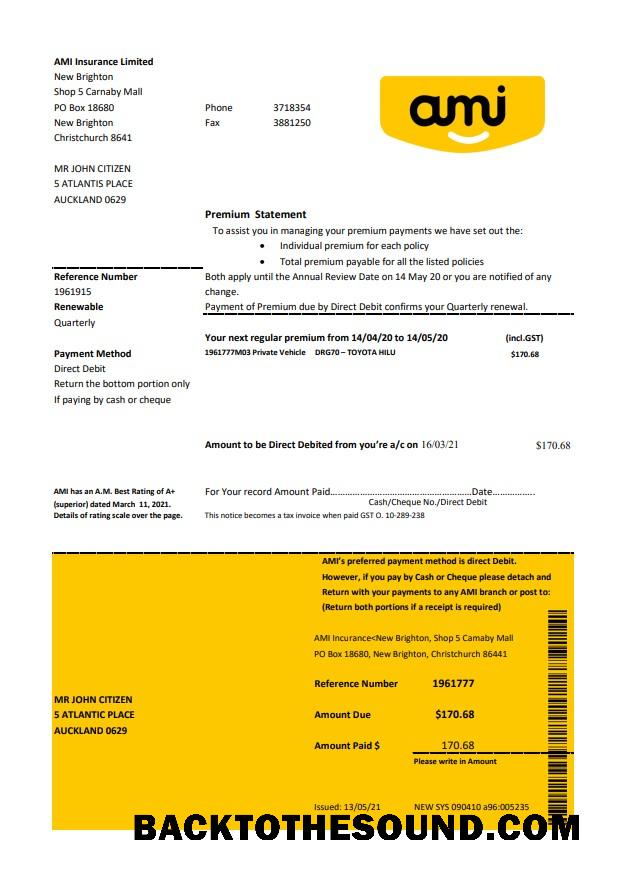 AMI Insurance Limited
New Brighton
Shop 5 Carnaby Mall
PO Box 18680 Phone 3718354
New Brighton Fax 3881250
Christchurch 8641
ami
MR JOHN CITIZEN
5 ATLANTIS PLACE
AUCKLAND 0629
Premium Statement
To assist you in managing your premium payments we have set out the:
• Individual premium for each policy
• Total premium payable for all the listed policies
Reference Number
1961915
Renewable
Quarterly
Both apply until the Annual Review Date on 14 May 20 or you are notified of any
change.
Payment of Premium due by Direct Debit confirms your Quarterly renewal.
Payment Method
Direct Debit
Return the bottom portion only
If paying by cash or cheque
Your next regular premium from 14/04/20 to 14/05/20 (incl.GST)
1961777M03 Private Vehicle DRG70 – TOYOTA HILU $170.68
Amount to be Direct Debited from you're a/c on 16/03/21 $170.68
AMI has an A.M. Best Rating of A+
(superior) dated March 11, 2021.
Details of rating scale over the page.
For Your record Amount Paid……………………………………………Date……………..
Cash/Cheque No./Direct Debit
This notice becomes a tax invoice when paid GST O. 10-289-238
AMI's preferred payment method is direct Debit.
However, if you pay by Cash or Cheque please detach and
Return with your payments to any AMI branch or post to:
(Return both portions if a receipt is required)
AMI Incurance<New Brighton, Shop 5 Camaby Mall
PO Box 18680, New Brighton, Christchurch 86441
MR JOHN CITIZEN
5 ATLANTIC PLACE
AUCKLAND 0629
Reference Number 1961777
Amount Due $170.68
Amount Paid $ 170.68
Please write in Amount
Issued: 13/05/21 NEW SYS 090410 a96:005235
BACKTOTHESOUND.COM